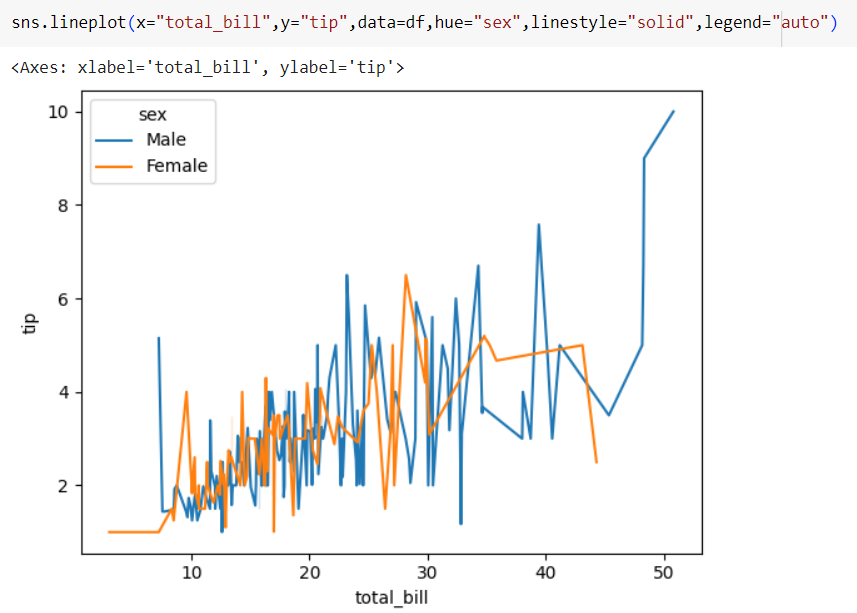 sns.lineplot(x="total_bill",y="tip",data=df,hue="sex",linestyle="solid",legend="auto")
<Axes: xlabel='total_bill', ylabel='tip'>
sex
Male
Female
10
8
6
4
2
tip
10 20 30 40 50
total_bill